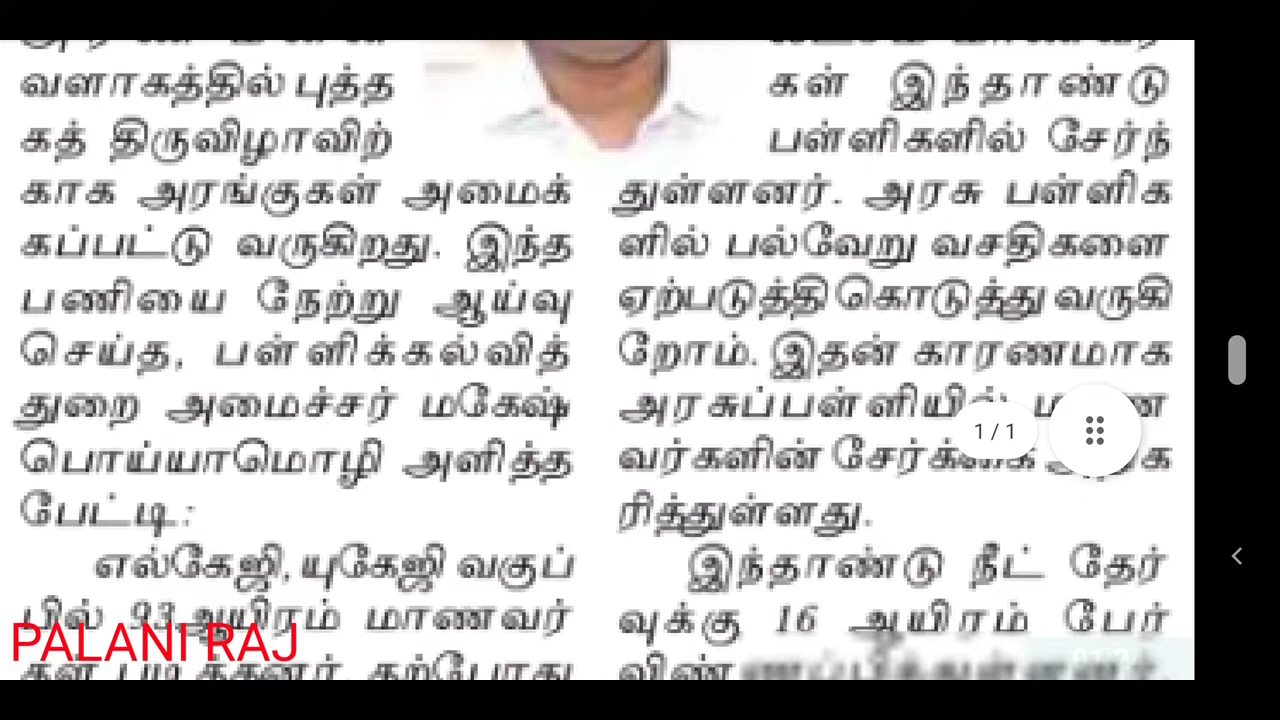 வளாகத்தில் புத்த
கத் திருவிழாவிற்
காக அரங்குகள் அமைக்
கப்பட்டு வருகிறது. இந்த
பணியை நேற்று ஆய்வு
செய்த, பள்ளிக்கல்வித்
துறை அமைச்சர் மகேஷ்
பொய்யாமொழி அளித்த
பேட்டி:
எல்கேஜி, யுகேஜி வகுப்
பில் 93 ஆயிரம் மாணவர்
கள் இந்தாண்டு
பள்ளிகளில் சேர்ந்
துள்ளனர். அரசு பள்ளிக
ளில் பல்வேறு வசதிகளை
ஏற்படுத்தி கொடுத்து வருகி
றோம். இதன் காரணமாக
அரசுப்பள்ளியில்
வர்களின்
ரித்துள்ளது.
இந்தாண்டு நீட் தேர்
வுக்கு 16 ஆயிரம் பேர்
1/1
PALANI RAJ